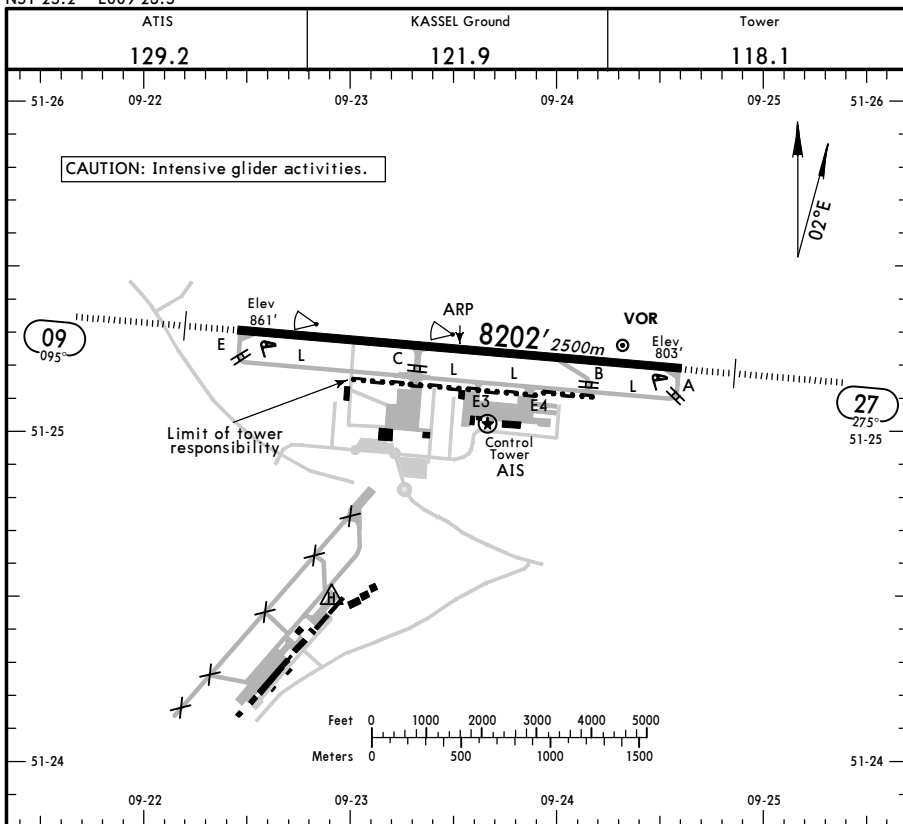 N51 25.2 E009 28.5
ATIS
129.2
KASSEL Ground
121.9
Tower
118.1
51-26
09-22
09-23
09-24
09-25
51-26
CAUTION: Intensive glider activities.
02°E
Elev
861'
ARP
8202' 2500m
VOR
Elev
803'
09
095°
E
L
C
L
L
B
L
A
27
275°
51-25
51-25
E3
E4
Limit of tower
responsibility
Control
Tower
AIS
H
Feet 0 1000 2000 3000 4000 5000
Meters 0 500 1000 1500
51-24
51-24
09-22
09-23
09-24
09-25